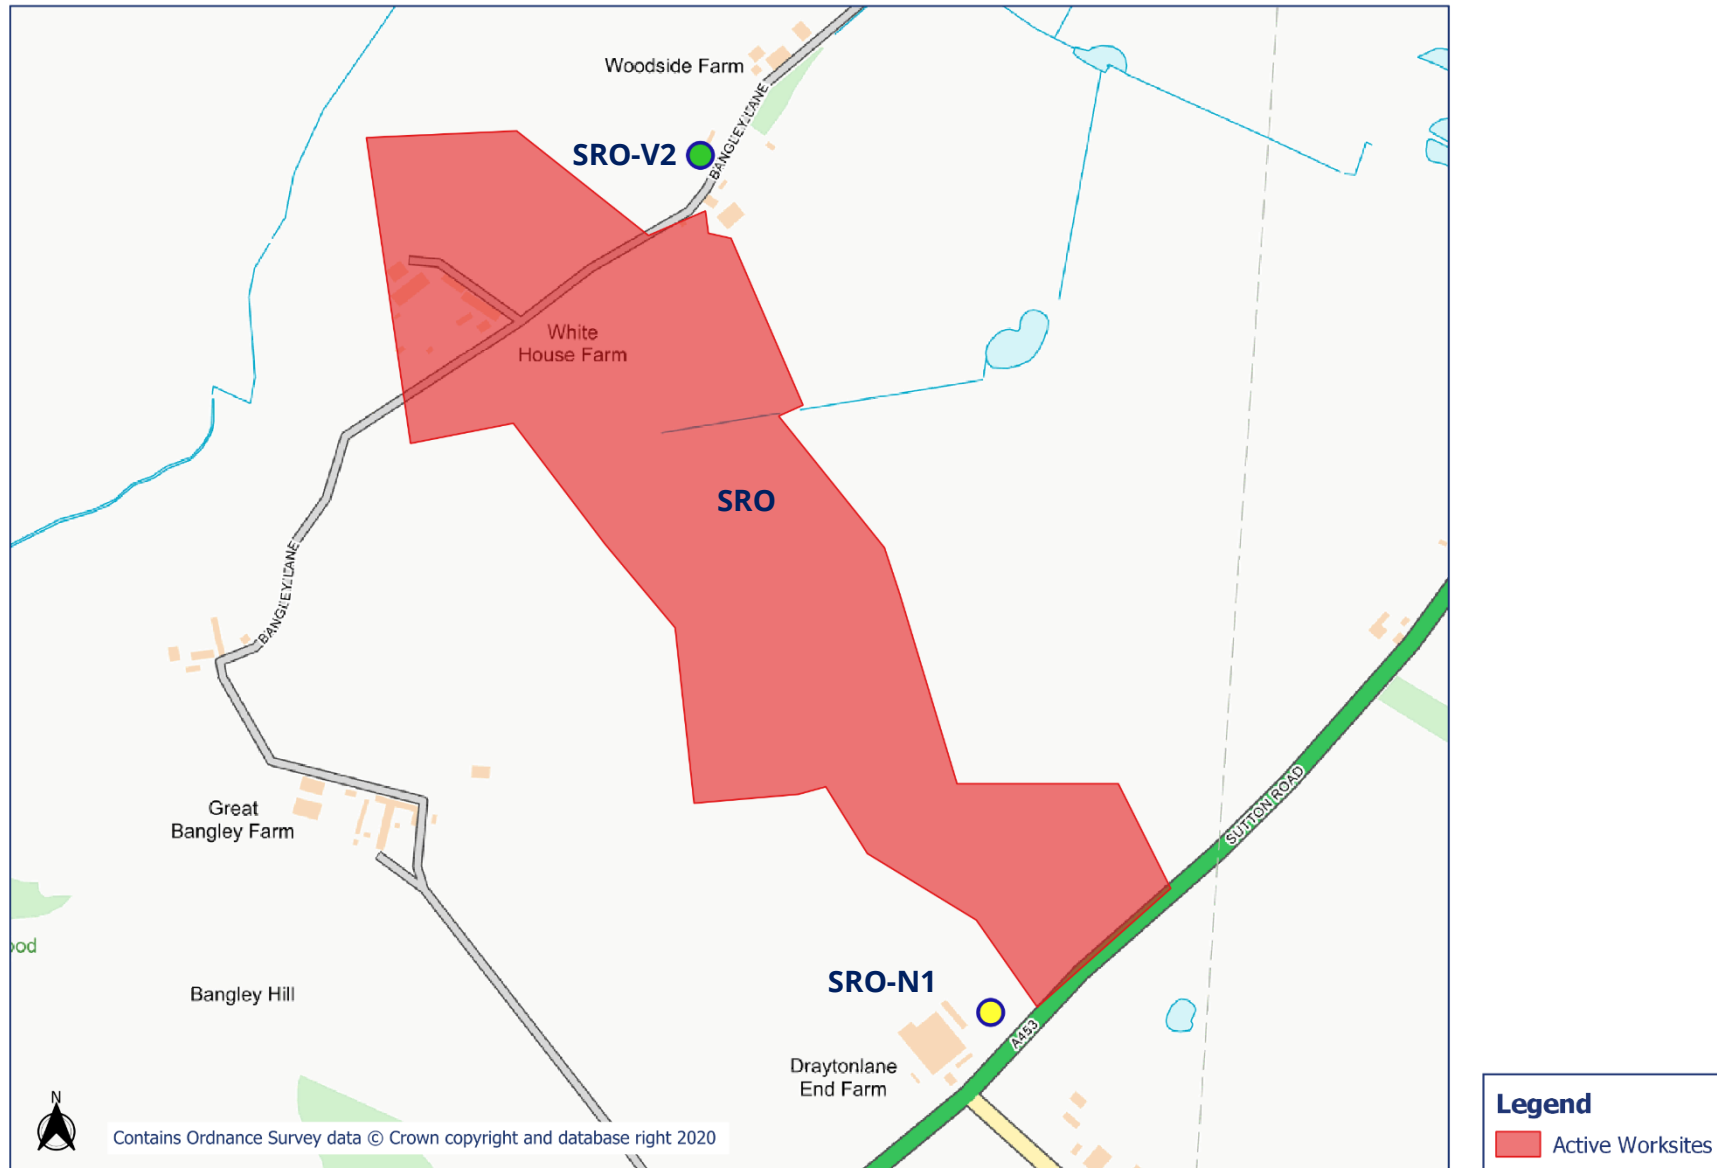 Woodside Farm
BANGLEY LANE
SRO-V2
White
House Farm
SRO
BANGLEY LANE
SUTTON ROAD
Great
Bangley Farm
ood
SRO-N1
Bangley Hill
A453
Draytonlane
End Farm
N
Contains Ordnance Survey data © Crown copyright and database right 2020
Legend
Active Worksites